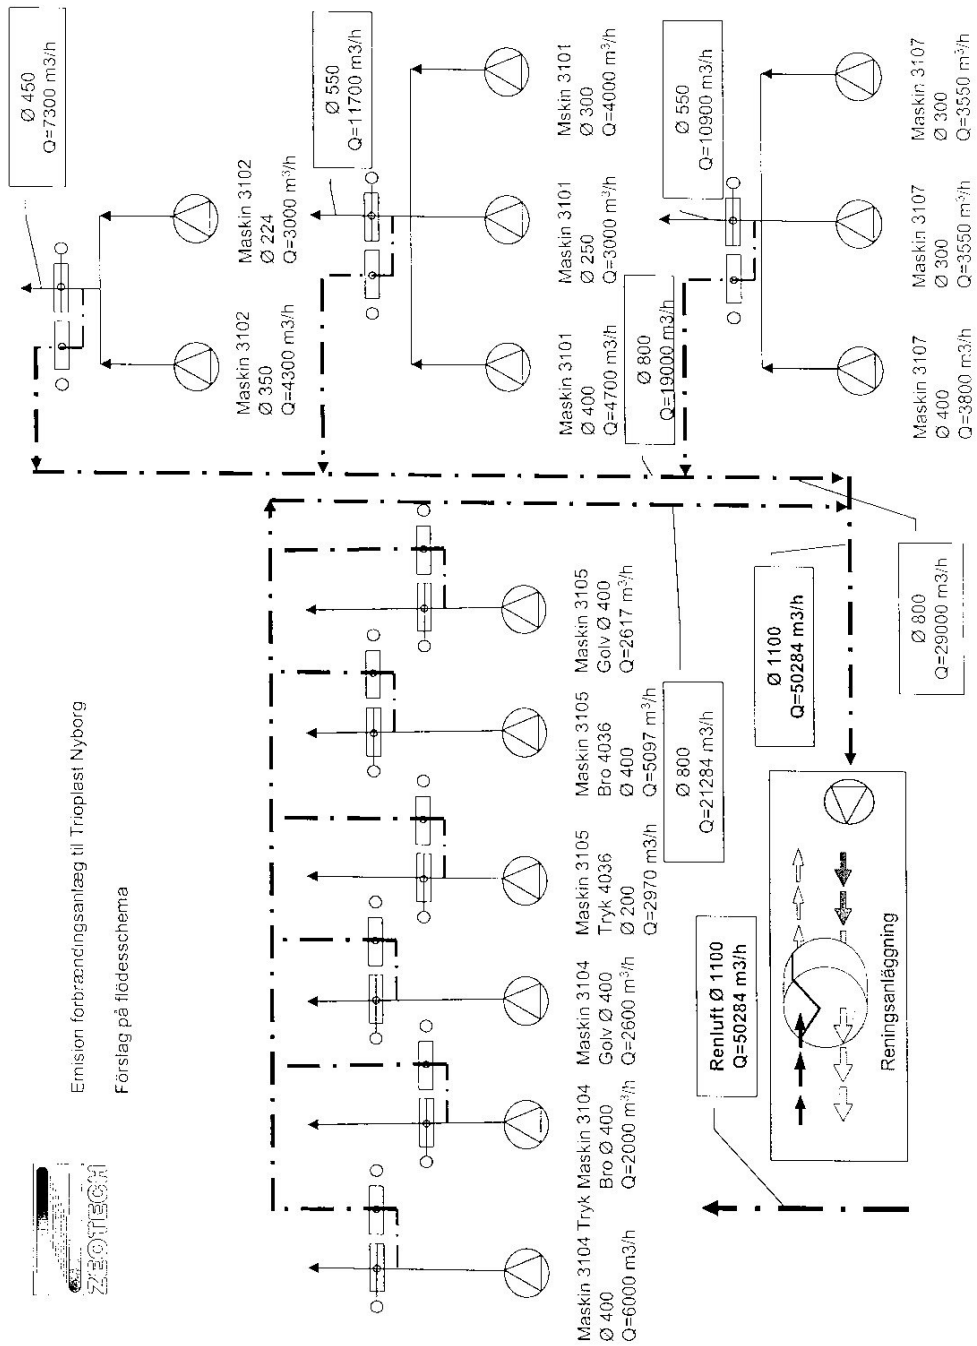 ZEOTECH
Emision forbrændingsanlæg til Trioplast Nyborg
Förslag på flödesschema
Ø 450
Q=7300 m3/h
Maskin 3102
Ø 350
Q=4300 m3/h
Maskin 3102
Ø 224
Q=3000 m³/h
Ø 550
Q=11700 m3/h
Maskin 3101
Ø 400
Q=4700 m3/h
Maskin 3101
Ø 250
Q=3000 m³/h
Mskin 3101
Ø 300
Q=4000 m³/h
Ø 800
Q=19000 m3/h
Ø 550
Q=10900 m3/h
Maskin 3107
Ø 400
Q=3800 m3/h
Maskin 3107
Ø 300
Q=3550 m³/h
Maskin 3107
Ø 300
Q=3550 m³/h
Maskin 3104 Tryk
Ø 400
Q=6000 m3/h
Maskin 3104
Bro Ø 400
Q=2000 m³/h
Maskin 3104
Golv Ø 400
Q=2600 m³/h
Maskin 3105
Tryk 4036
Ø 200
Q=2970 m3/h
Maskin 3105
Bro 4036
Ø 400
Q=5097 m³/h
Maskin 3105
Golv Ø 400
Q=2617 m³/h
Ø 800
Q=21284 m3/h
Ø 1100
Q=50284 m3/h
Ø 800
Q=29000 m3/h
Renluft Ø 1100
Q=50284 m3/h
Reningsanläggning